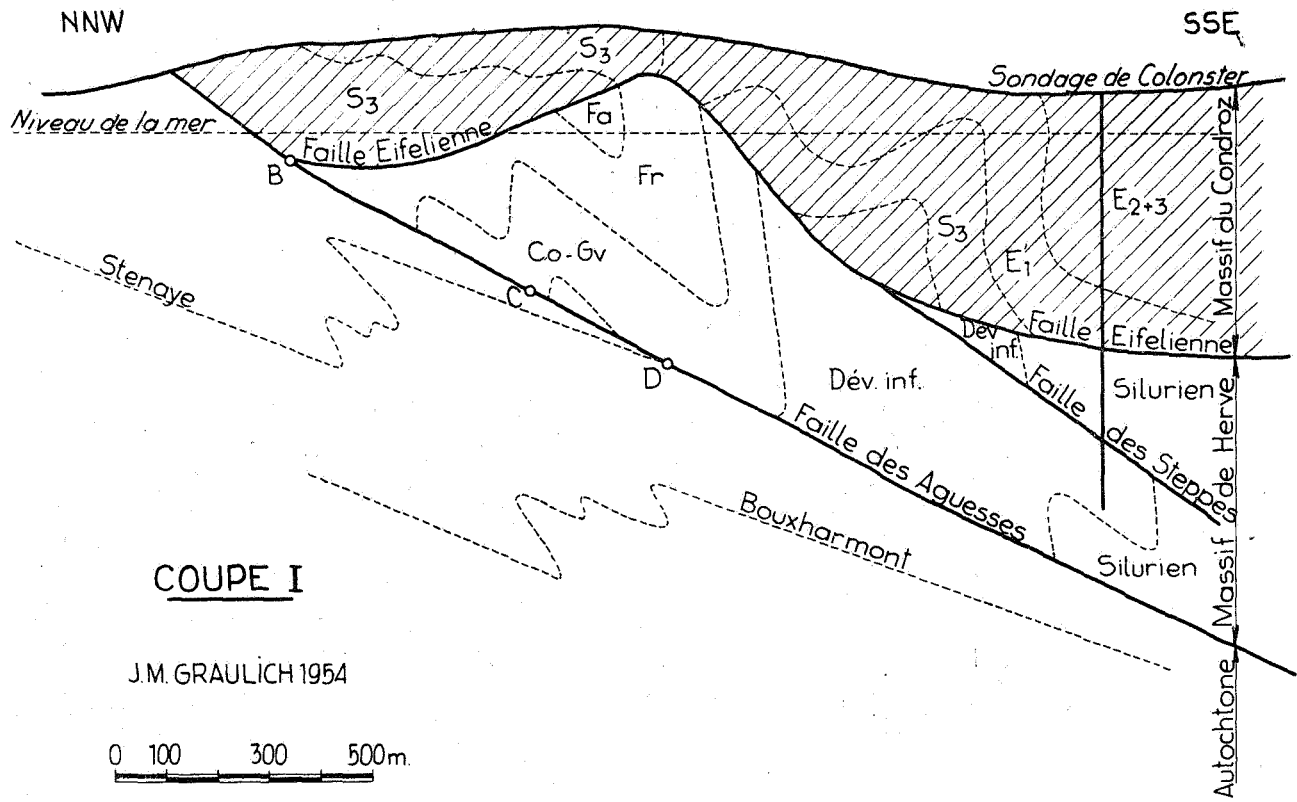 NNW
SSE
S3
Sondage de Colonster
S3
Niveau de la mer
Fa
Faille Eifelienne
B
Fr
E2+3
S3
Massif du Condroz
Co-Gv
E'1
Stenaye
C
Dév. inf.
Faille Eifelienne
D
Dév. inf.
Silurien
Faille des Steppes
Faille des Aguesses
Massif de Herve
Bouxharmont
Silurien
COUPE I
J.M. GRAULICH 1954
Autochtone
0 100 300 500 m.